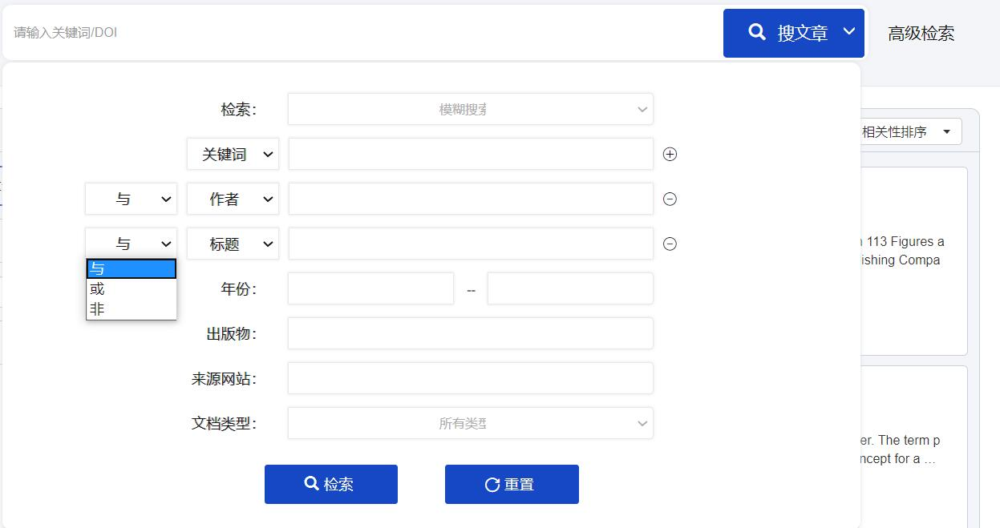 请输入关键词/DOI
搜文章
高级检索
检索：
模糊搜索
相关性排序
关键词
与
作者
与
标题
与
或
非
年份：
--
出版物：
来源网站：
文档类型：
所有类型
检索
重置
113 Figures a
ishing Compa
er. The term p
ncept for a ...